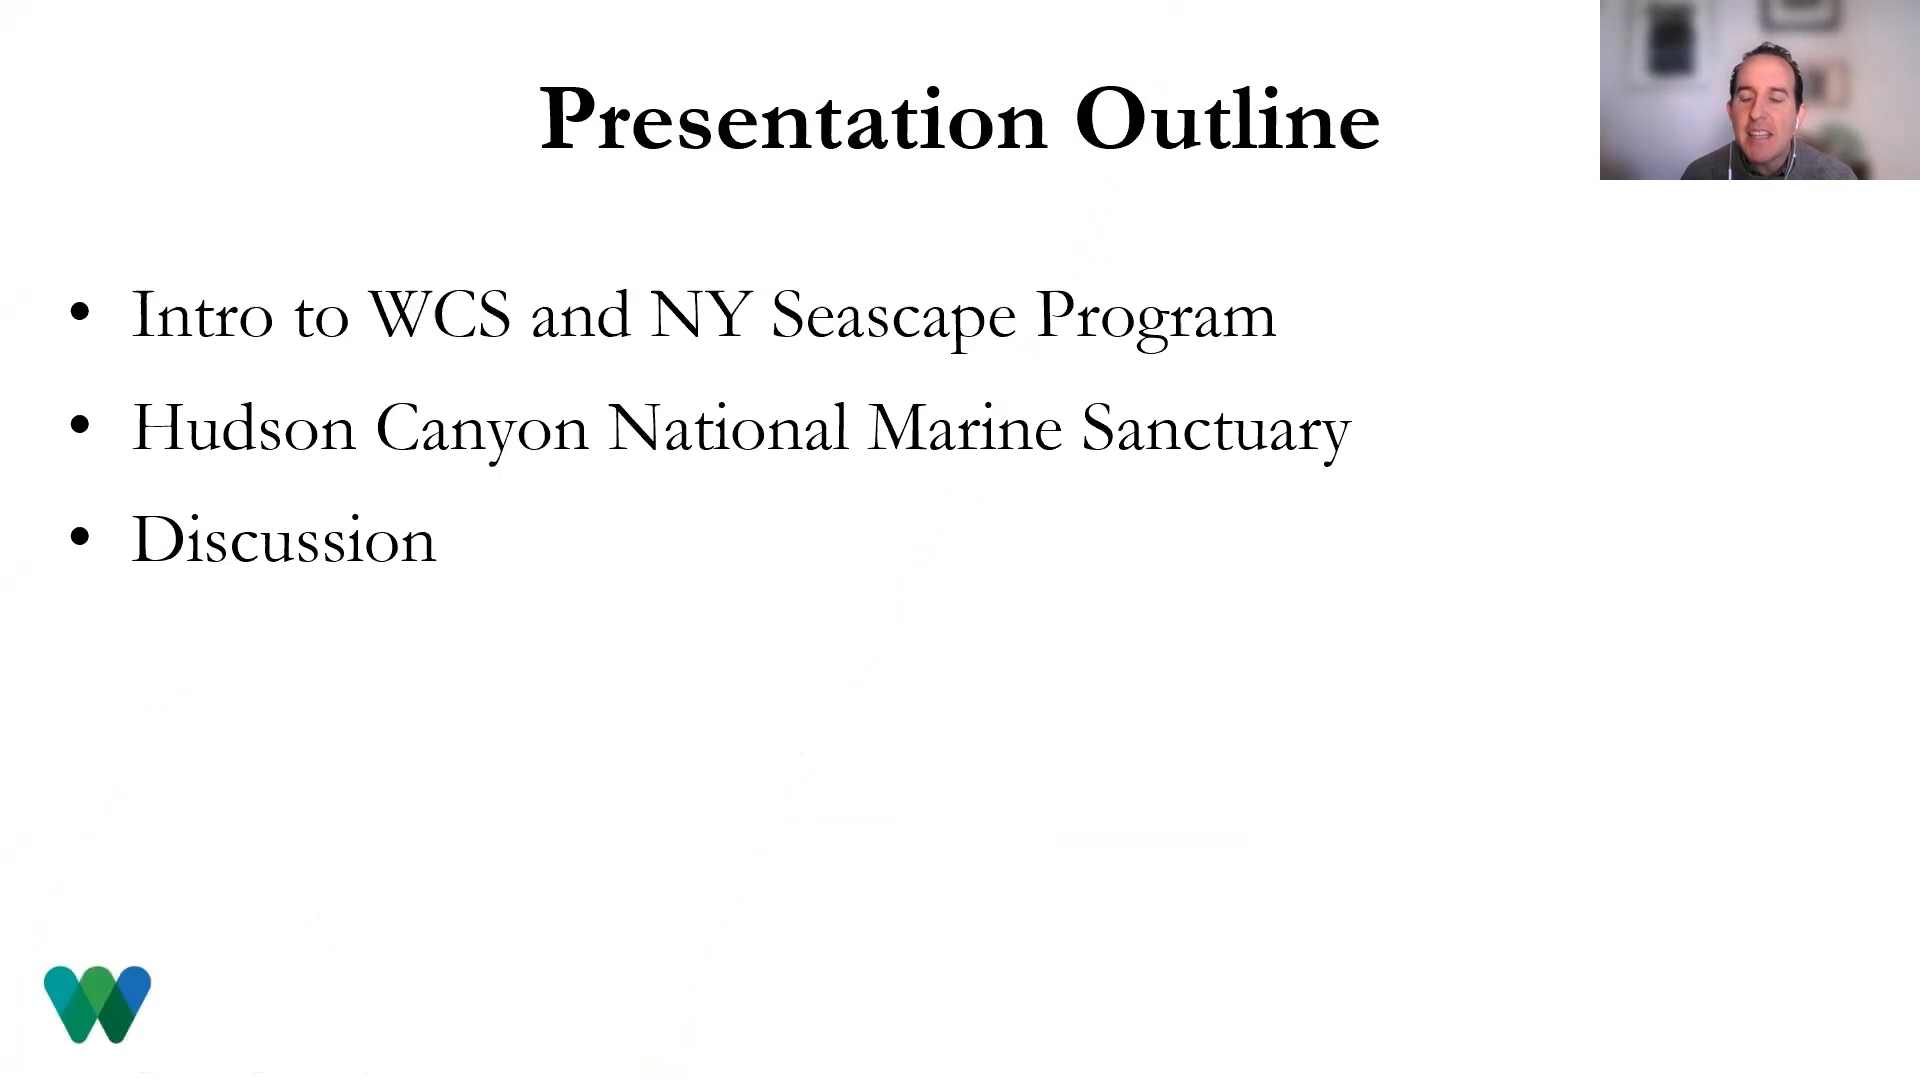 Presentation Outline
• Intro to WCS and NY Seascape Program
• Hudson Canyon National Marine Sanctuary
• Discussion